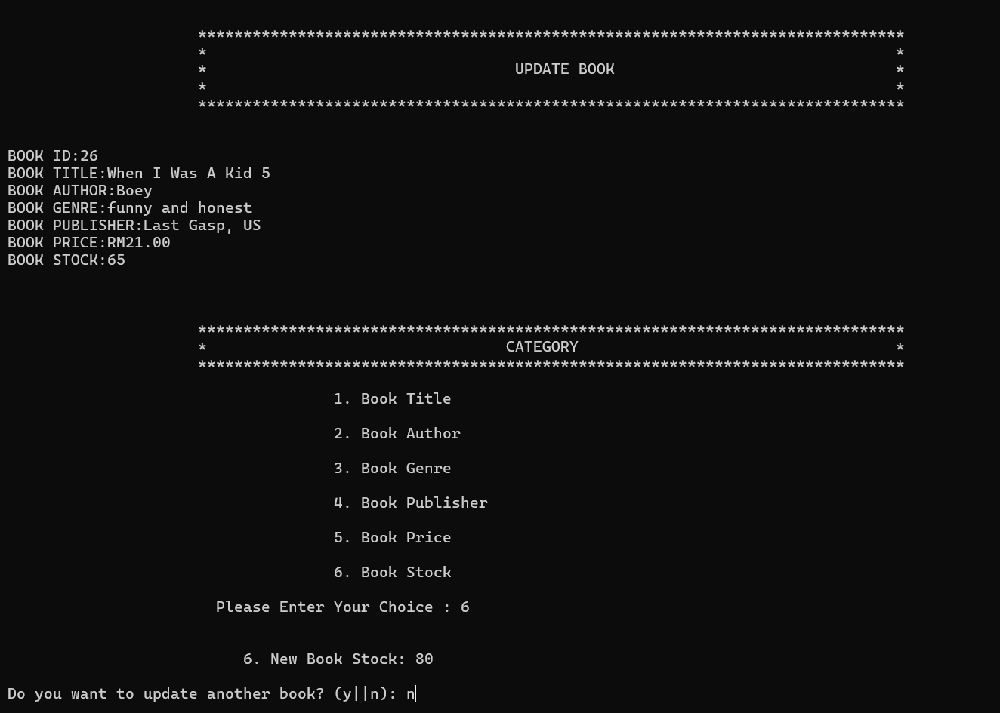 ******************************************************************************
*                                                                            *
*                                  UPDATE BOOK                               *
*                                                                            *
******************************************************************************
BOOK ID:26
BOOK TITLE:When I Was A Kid 5
BOOK AUTHOR:Boey
BOOK GENRE:funny and honest
BOOK PUBLISHER:Last Gasp, US
BOOK PRICE:RM21.00
BOOK STOCK:65
******************************************************************************
*                                 CATEGORY                                   *
******************************************************************************
1. Book Title
2. Book Author
3. Book Genre
4. Book Publisher
5. Book Price
6. Book Stock
Please Enter Your Choice : 6
6. New Book Stock: 80
Do you want to update another book? (y||n): n